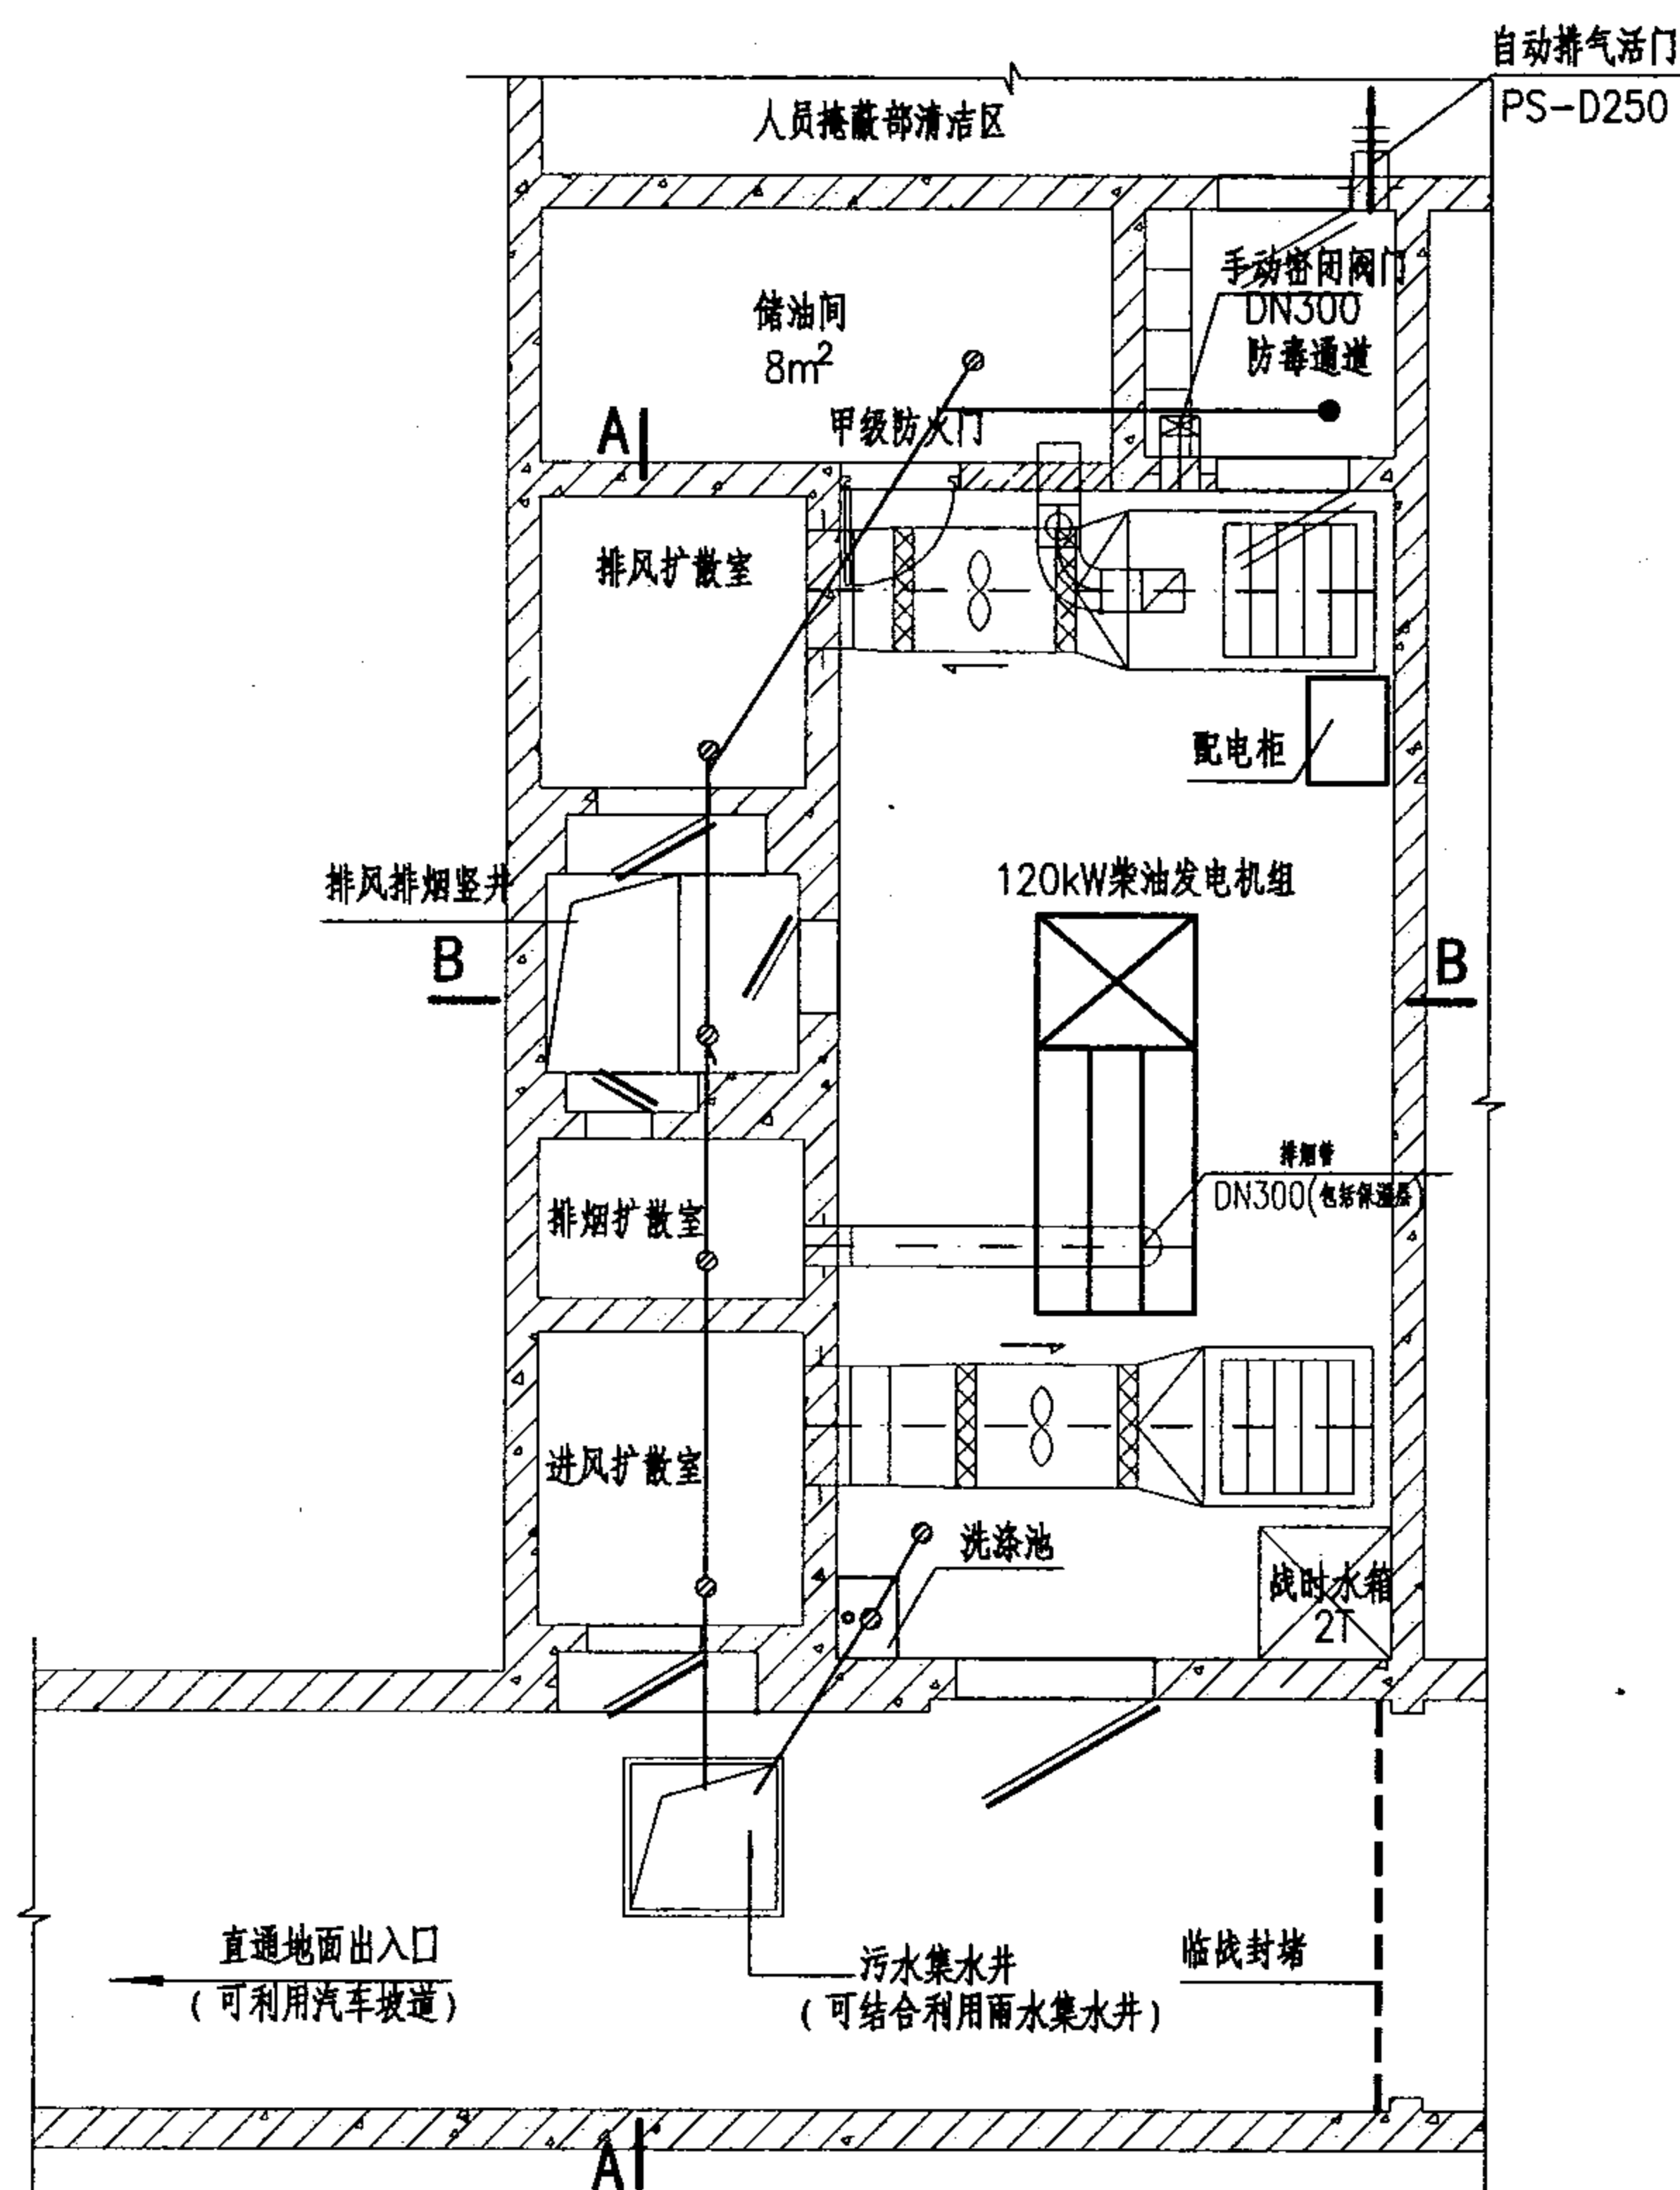 自动排气活门
PS-D250
人员掩蔽部清洁区
手动密闭阀门
DN300
防毒通道
储油间
8m²
甲级防火门
A
排风扩散室
配电柜
120kW柴油发电机组
排风排烟竖井
B
B
排烟管
DN300(包括保温层)
排烟扩散室
进风扩散室
洗涤池
战时水箱
2T
直通地面出入口
(可利用汽车坡道)
污水集水井
(可结合利用雨水集水井)
临战封堵
A